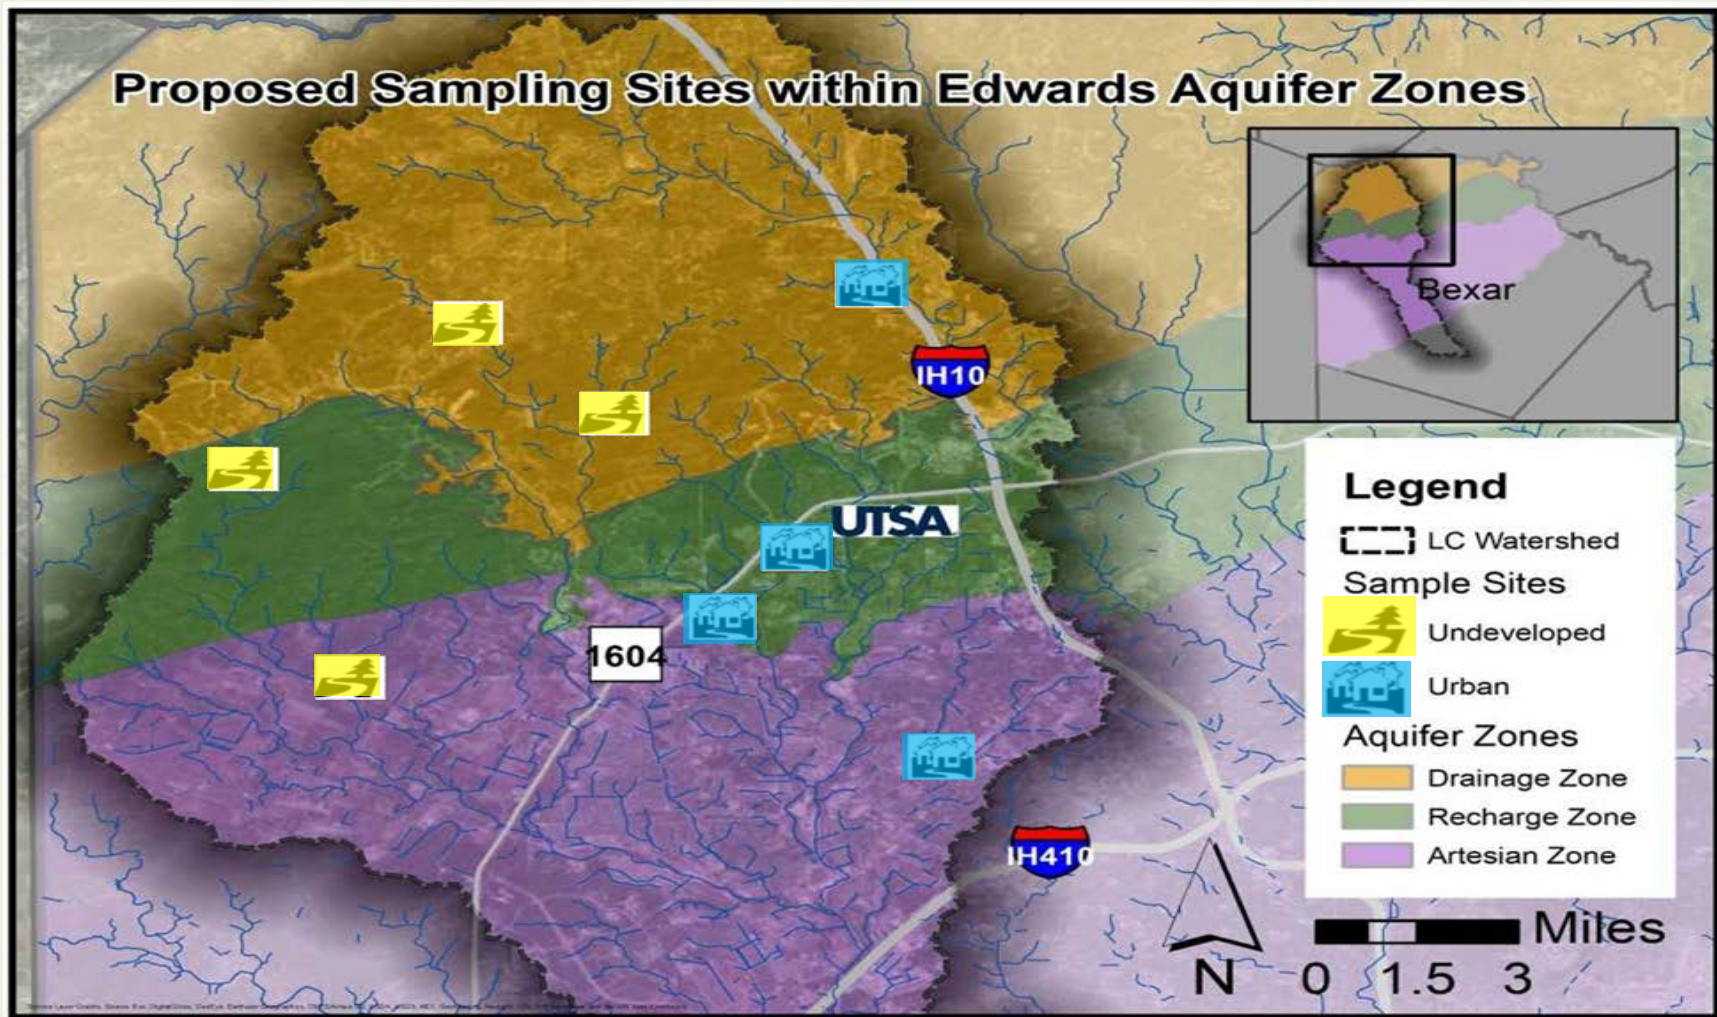 Proposed Sampling Sites within Edwards Aquifer Zones
Bexar
IH10
UTSA
1604
IH410
Legend
LC Watershed
Sample Sites
Undeveloped
Urban
Aquifer Zones
Drainage Zone
Recharge Zone
Artesian Zone
Miles
N 0 1.5 3